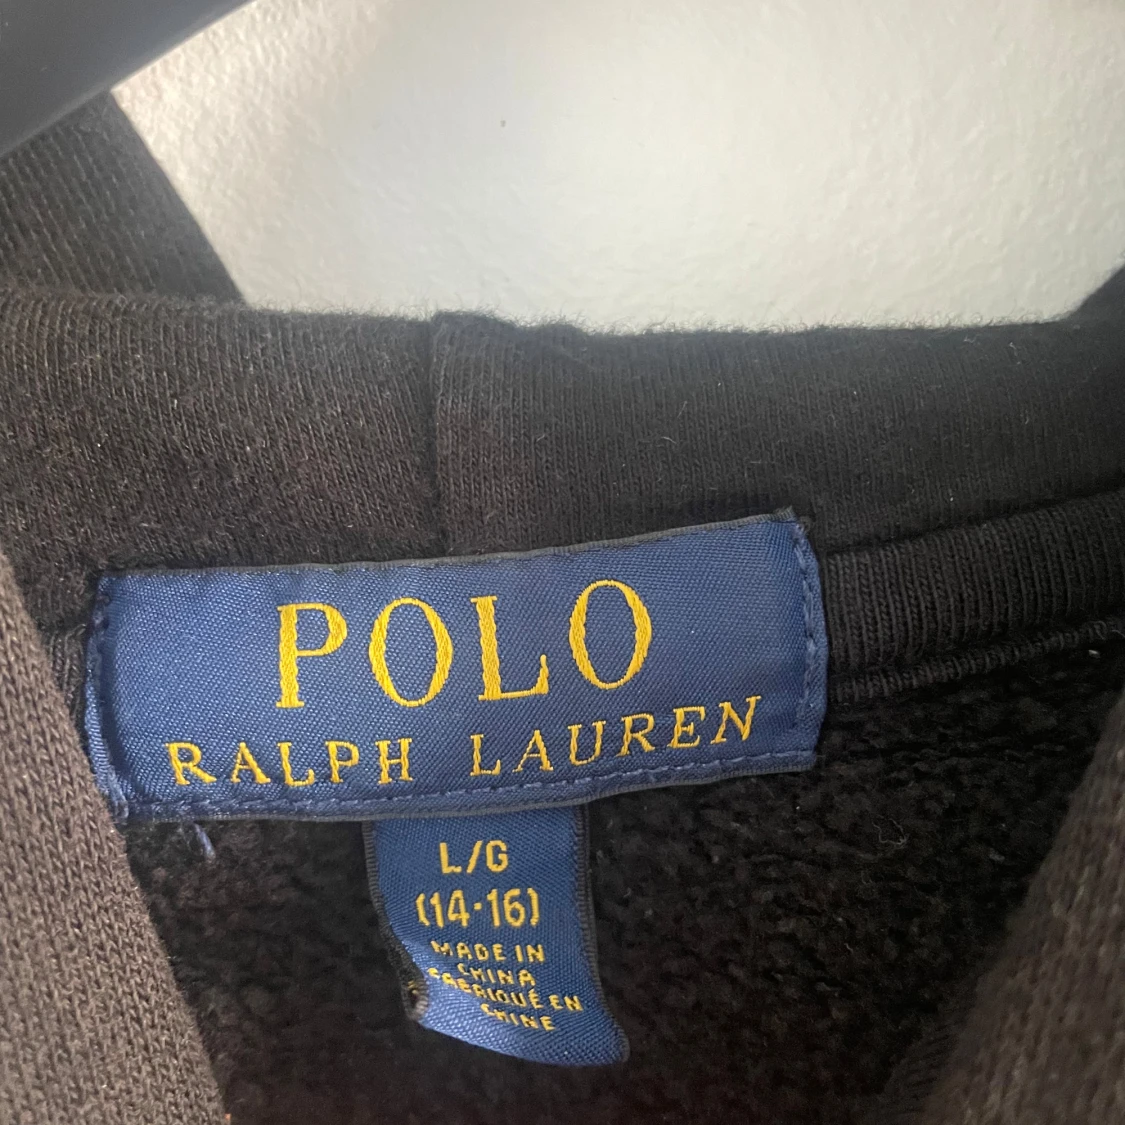 POLO
RALPH LAUREN
L/G
(14·16)
MADE IN
CHINA
FABRIQUÉ EN
CHINE